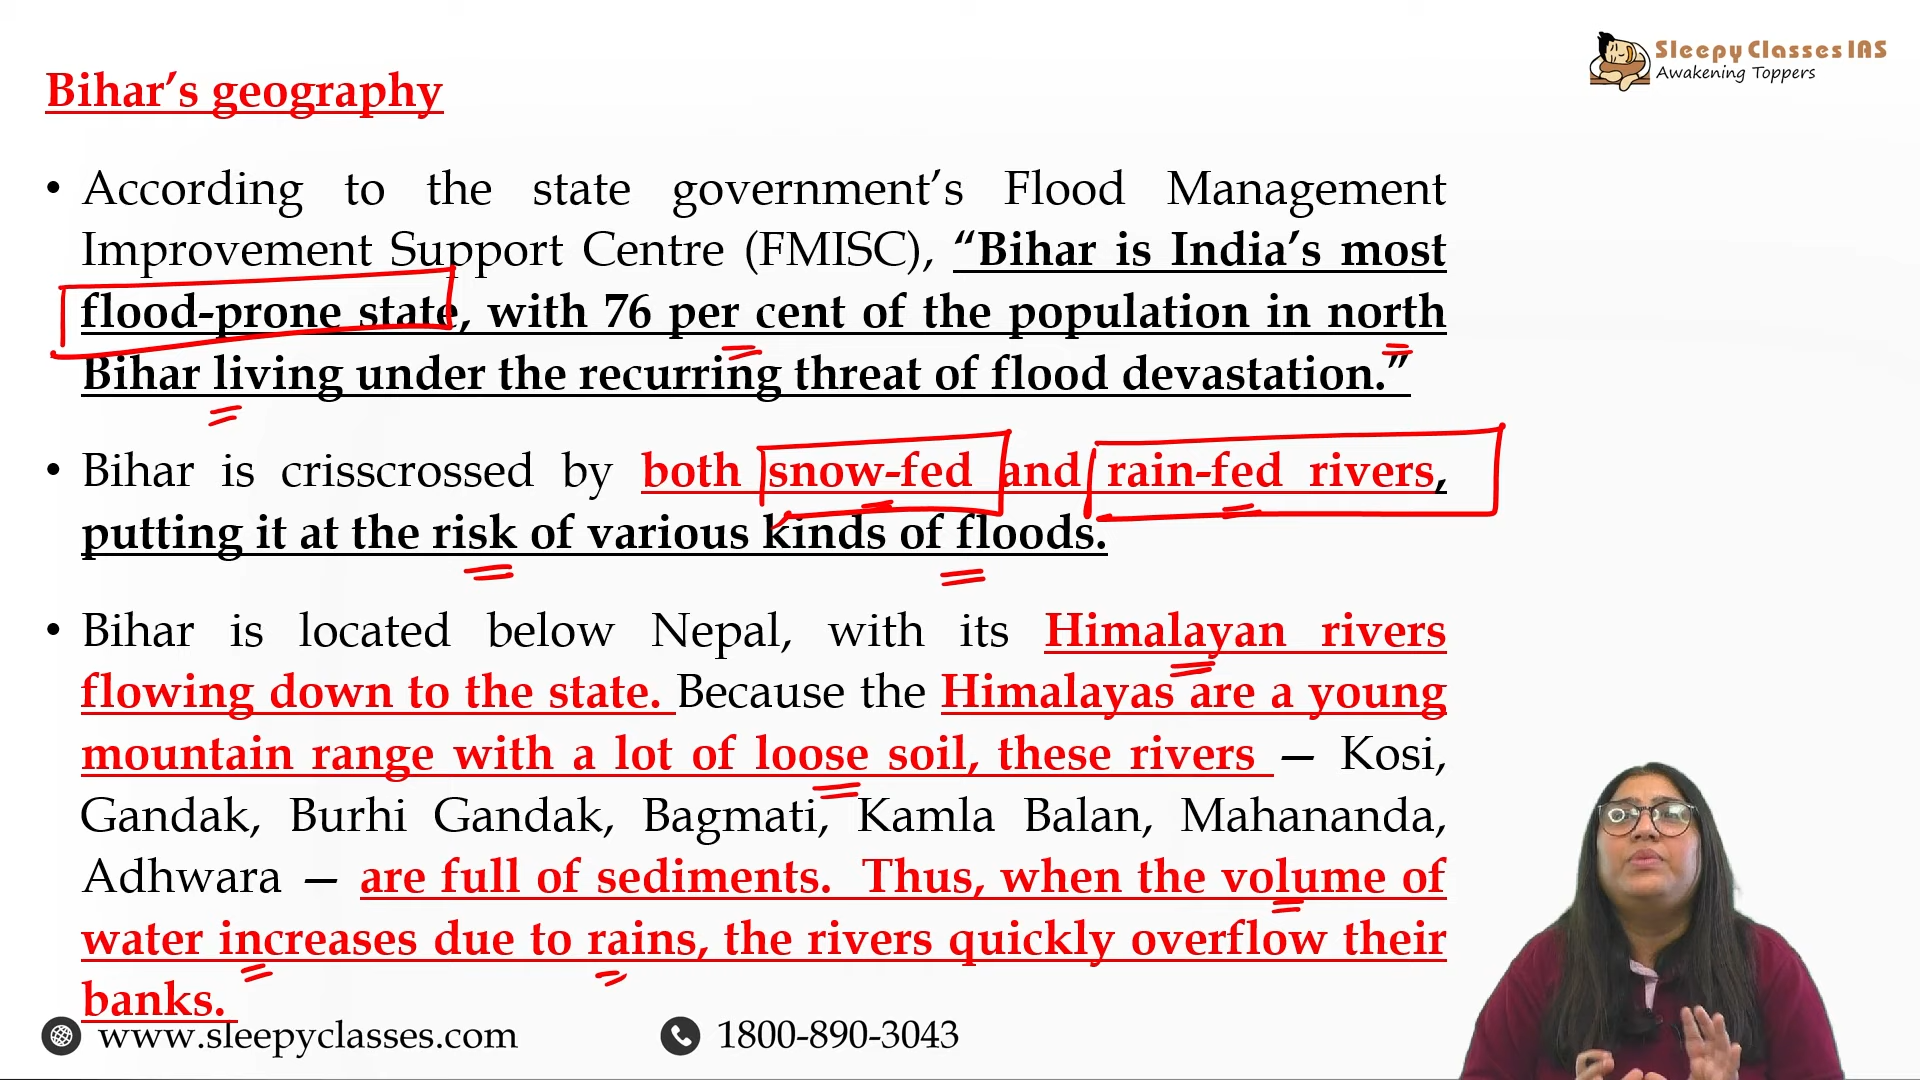 Sleepy Classes IAS
Awakening Toppers
Bihar’s geography
• According to the state government’s Flood Management
Improvement Support Centre (FMISC), “Bihar is India’s most
flood-prone state, with 76 per cent of the population in north
Bihar living under the recurring threat of flood devastation.”
• Bihar is crisscrossed by both snow-fed and rain-fed rivers,
putting it at the risk of various kinds of floods.
• Bihar is located below Nepal, with its Himalayan rivers
flowing down to the state. Because the Himalayas are a young
mountain range with a lot of loose soil, these rivers — Kosi,
Gandak, Burhi Gandak, Bagmati, Kamla Balan, Mahananda,
Adhwara — are full of sediments. Thus, when the volume of
water increases due to rains, the rivers quickly overflow their
banks.
www.sleepyclasses.com
1800-890-3043